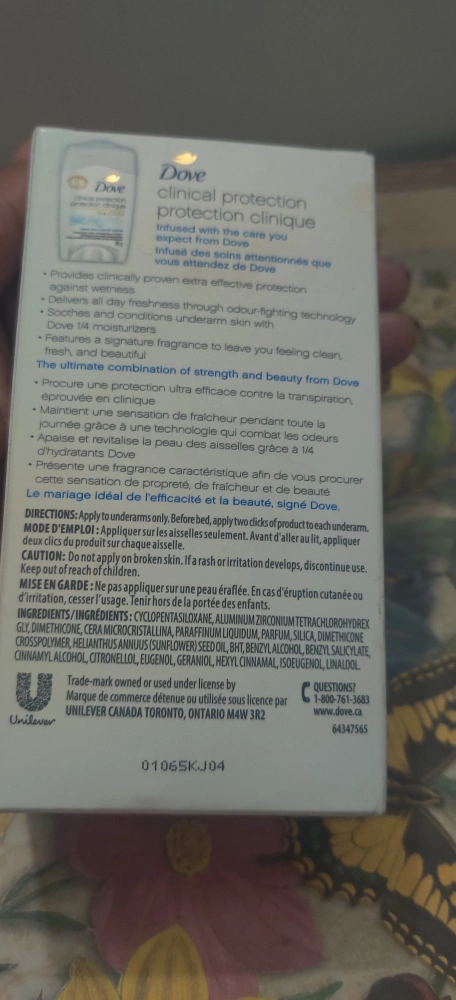 Dove
clinical protection
protection clinique
Infused with the care you
expect from Dove
Infusé des soins attentionnés que
vous attendez de Dove
Dove
clinical protection
protection clinique
• Provides clinically proven extra effective protection
against wetness
• Delivers all day freshness through odour-fighting technology
• Soothes and conditions underarm skin with
Dove 1/4 moisturizers
• Features a signature fragrance to leave you feeling clean,
fresh, and beautiful
The ultimate combination of strength and beauty from Dove
• Procure une protection ultra efficace contre la transpiration,
éprouvée en clinique
• Maintient une sensation de fraîcheur pendant toute la
journée grâce à une technologie qui combat les odeurs
• Apaise et revitalise la peau des aisselles grâce à 1/4
d'hydratants Dove
• Présente une fragrance caractéristique afin de vous procurer
cette sensation de propreté, de fraîcheur et de beauté
Le mariage idéal de l'efficacité et la beauté, signé Dove.
DIRECTIONS: Apply to underarms only. Before bed, apply two clicks of product to each underarm.
MODE D'EMPLOI : Appliquer sur les aisselles seulement. Avant d'aller au lit, appliquer
deux clics du produit sur chaque aisselle.
CAUTION: Do not apply on broken skin. If a rash or irritation develops, discontinue use.
Keep out of reach of children.
MISE EN GARDE : Ne pas appliquer sur une peau éraflée. En cas d'éruption cutanée ou
d'irritation, cesser l'usage. Tenir hors de la portée des enfants.
INGREDIENTS/INGRÉDIENTS : CYCLOPENTASILOXANE, ALUMINUM ZIRCONIUM TETRACHLOROHYDREX
GLY, DIMETHICONE, CERA MICROCRISTALLINA, PARAFFINUM LIQUIDUM, PARFUM, SILICA, DIMETHICONE
CROSSPOLYMER, HELIANTHUS ANNUUS (SUNFLOWER) SEED OIL, BHT, BENZYL ALCOHOL, BENZYL SALICYLATE,
CINNAMYL ALCOHOL, CITRONELLOL, EUGENOL, GERANIOL, HEXYL CINNAMAL, ISOEUGENOL, LINALOOL.
Unilever
Trade-mark owned or used under license by
Marque de commerce détenue ou utilisée sous licence par
UNILEVER CANADA TORONTO, ONTARIO M4W 3R2
QUESTIONS?
1-800-761-3683
www.dove.ca
64347565
01065KJ04